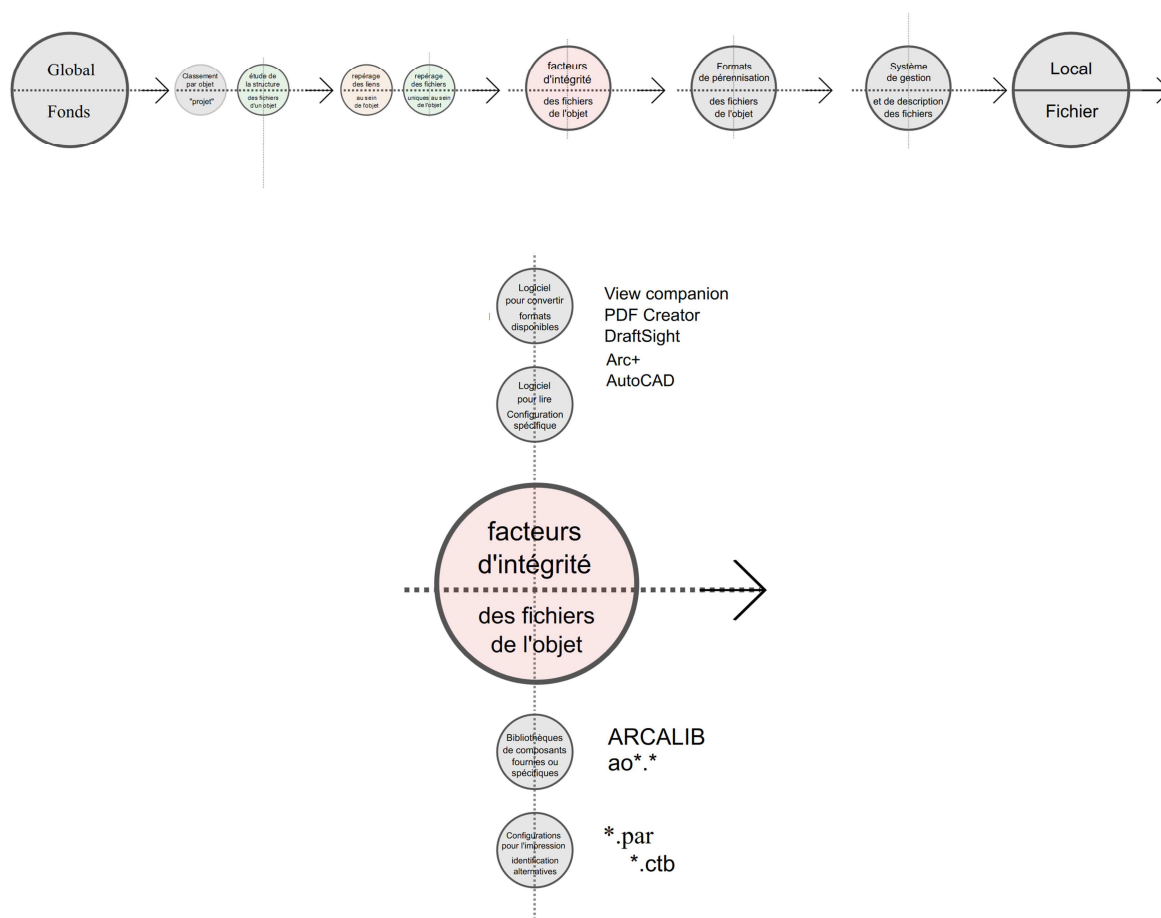 Global
Fonds
Classement
par objet
"projet"
étude de
la structure
des fichiers
d'un objet
repérage
des liens
au sein
de l'objet
repérage
des fichiers
uniques au sein
de l'objet
facteurs
d'intégrité
des fichiers
de l'objet
Formats
de pérennisation
des fichiers
de l'objet
Système
de gestion
et de description
des fichiers
Local
Fichier
Logiciel
pour convertir
formats
disponibles
View companion
PDF Creator
DraftSight
Arc+
AutoCAD
Logiciel
pour lire
Configuration
spécifique
facteurs
d'intégrité
des fichiers
de l'objet
Bibliothèques
de composants
fournies ou
spécifiques
ARCALIB
ao*.*
Configurations
pour l'impression
identification
alternatives
*.par
*.ctb